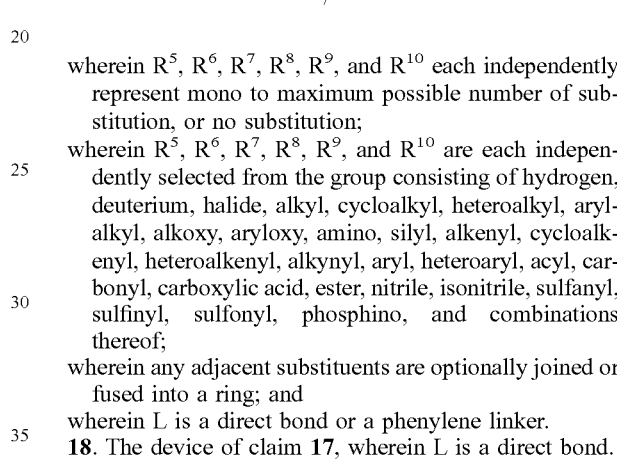 20
wherein R⁵, R⁶, R⁷, R⁸, R⁹, and R¹⁰ each independently
represent mono to maximum possible number of sub-
stitution, or no substitution;
wherein R⁵, R⁶, R⁷, R⁸, R⁹, and R¹⁰ are each indepen-
25
dently selected from the group consisting of hydrogen,
deuterium, halide, alkyl, cycloalkyl, heteroalkyl, aryl-
alkyl, alkoxy, aryloxy, amino, silyl, alkenyl, cycloalk-
enyl, heteroalkenyl, alkynyl, aryl, heteroaryl, acyl, car-
bonyl, carboxylic acid, ester, nitrile, isonitrile, sulfanyl,
30
sulfinyl, sulfonyl, phosphino, and combinations
thereof;
wherein any adjacent substituents are optionally joined or
fused into a ring; and
wherein L is a direct bond or a phenylene linker.
35
18. The device of claim 17, wherein L is a direct bond.